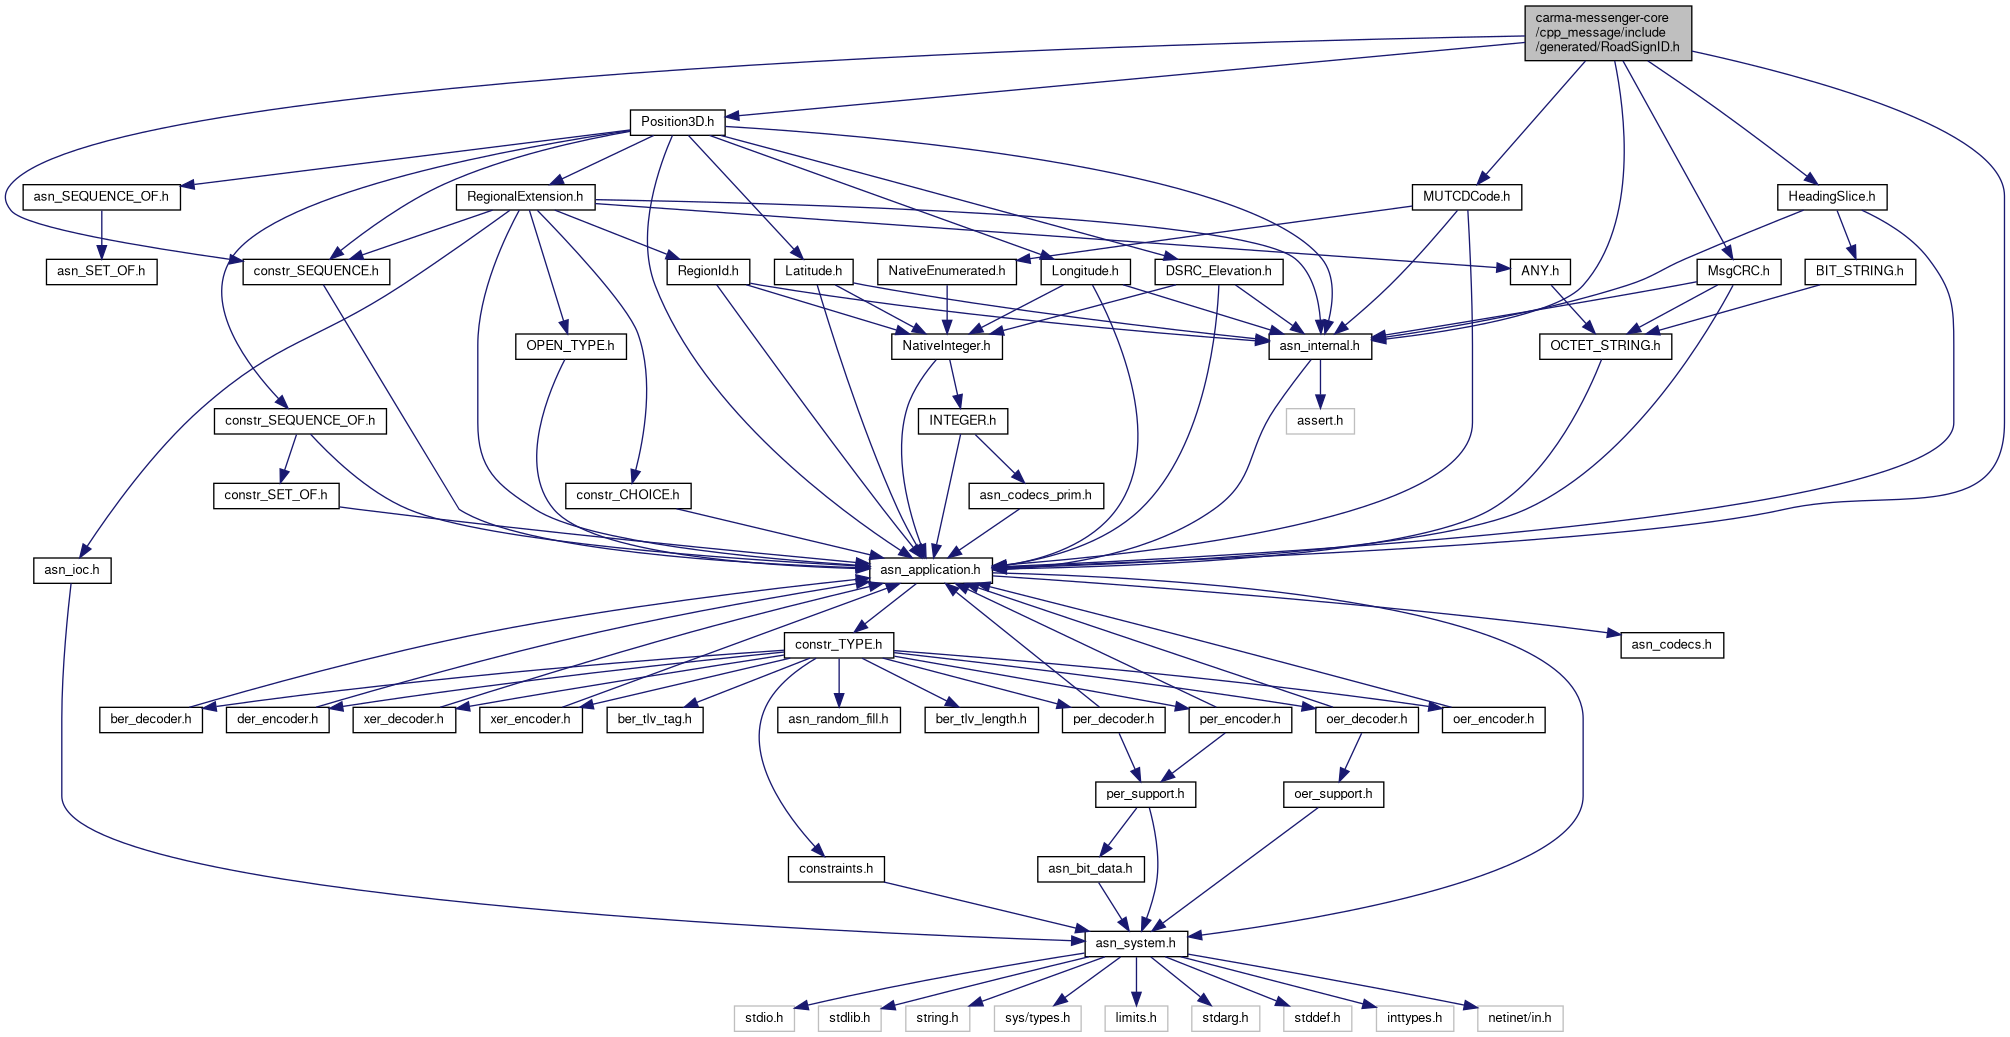 carma-messenger-core
/cpp_message/include
/generated/RoadSignID.h
Position3D.h
asn_SEQUENCE_OF.h
RegionalExtension.h
MUTCDCode.h
HeadingSlice.h
asn_SET_OF.h
constr_SEQUENCE.h
RegionId.h
Latitude.h
NativeEnumerated.h
Longitude.h
DSRC_Elevation.h
ANY.h
MsgCRC.h
BIT_STRING.h
OPEN_TYPE.h
NativeInteger.h
asn_internal.h
OCTET_STRING.h
constr_SEQUENCE_OF.h
INTEGER.h
assert.h
constr_SET_OF.h
constr_CHOICE.h
asn_codecs_prim.h
asn_ioc.h
asn_application.h
constr_TYPE.h
asn_codecs.h
ber_decoder.h
der_encoder.h
xer_decoder.h
xer_encoder.h
ber_tlv_tag.h
asn_random_fill.h
ber_tlv_length.h
per_decoder.h
per_encoder.h
oer_decoder.h
oer_encoder.h
per_support.h
oer_support.h
constraints.h
asn_bit_data.h
asn_system.h
stdio.h
stdlib.h
string.h
sys/types.h
limits.h
stdarg.h
stddef.h
inttypes.h
netinet/in.h